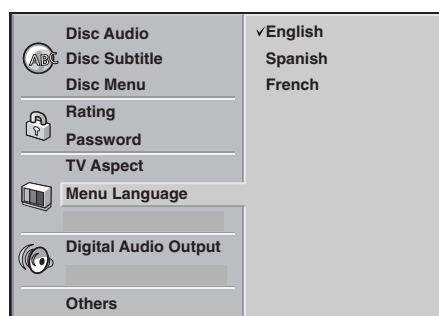 Disc Audio
ABC Disc Subtitle
Disc Menu
Rating
Password
TV Aspect
Menu Language
Digital Audio Output
Others
✓English
Spanish
French